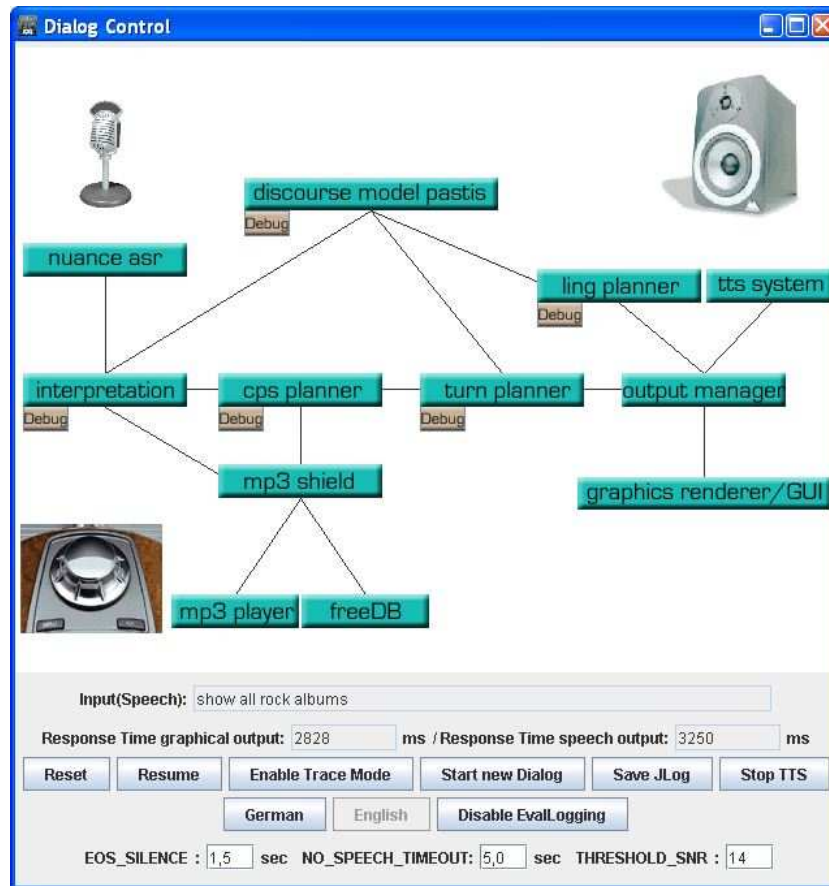 Dialog Control
discourse model pastis
Debug
nuance asr
ling planner
tts system
Debug
interpretation
cps planner
turn planner
output manager
Debug
Debug
Debug
mp3 shield
graphics renderer/GUI
mp3 player
freeDB
Input(Speech): show all rock albums
Response Time graphical output: 2828 ms / Response Time speech output: 3250 ms
Reset Resume Enable Trace Mode Start new Dialog Save JLog Stop TTS
German English Disable EvalLogging
EOS_SILENCE : 1,5 sec NO_SPEECH_TIMEOUT: 5,0 sec THRESHOLD_SNR : 14